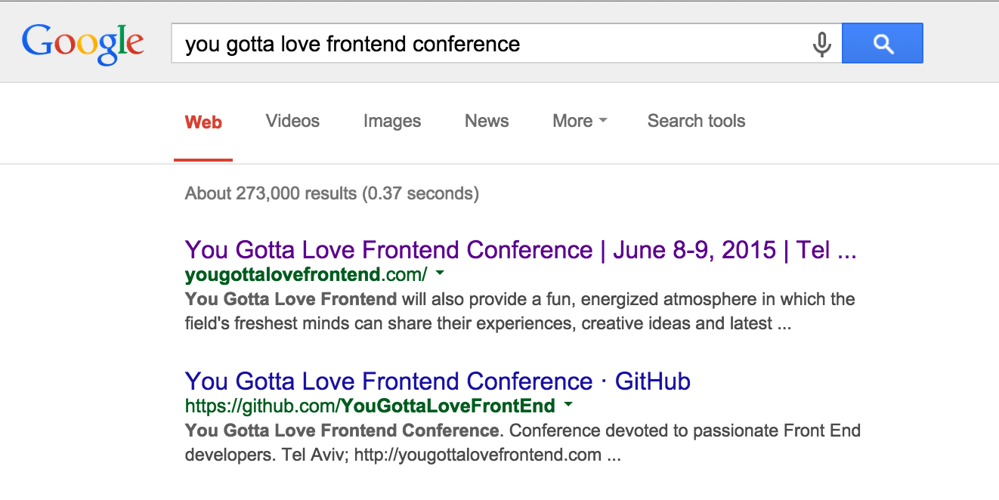 Google
you gotta love frontend conference
Web Videos Images News More Search tools
About 273,000 results (0.37 seconds)
You Gotta Love Frontend Conference | June 8-9, 2015 | Tel ...
yougottalovefrontend.com/
You Gotta Love Frontend will also provide a fun, energized atmosphere in which the
field's freshest minds can share their experiences, creative ideas and latest ...
You Gotta Love Frontend Conference · GitHub
https://github.com/YouGottaLoveFrontEnd
You Gotta Love Frontend Conference. Conference devoted to passionate Front End
developers. Tel Aviv; http://yougottalovefrontend.com ...